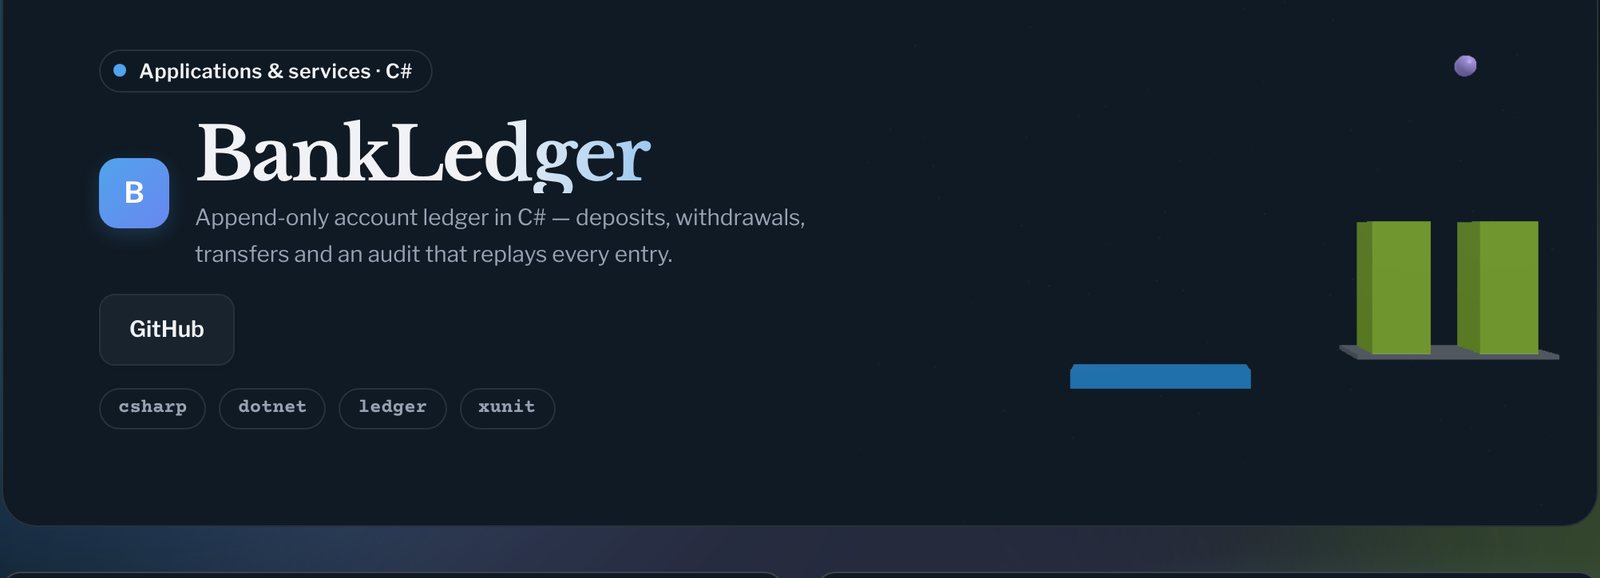 Applications & services · C#
BankLedger
B
Append-only account ledger in C# — deposits, withdrawals,
transfers and an audit that replays every entry.
GitHub
csharp dotnet ledger xunit